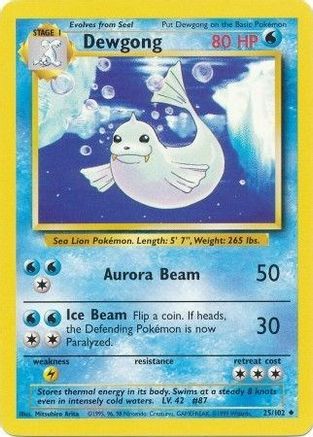 Evolves from Seel
Put Dewgong on the Basic Pokémon
STAGE 1
Dewgong
80 HP
Sea Lion Pokémon. Length: 5' 7", Weight: 265 lbs.
Aurora Beam 50
Ice Beam Flip a coin. If heads,
the Defending Pokémon is now
Paralyzed.
30
weakness resistance retreat cost
Stores thermal energy in its body. Swims at a steady 8 knots
even in intensely cold waters. LV. 42 #87
Illus. Mitsuhiro Arita ©1995, 96, 98 Nintendo, Creatures, GAMEFREAK. ©1999 Wizards. 25/102